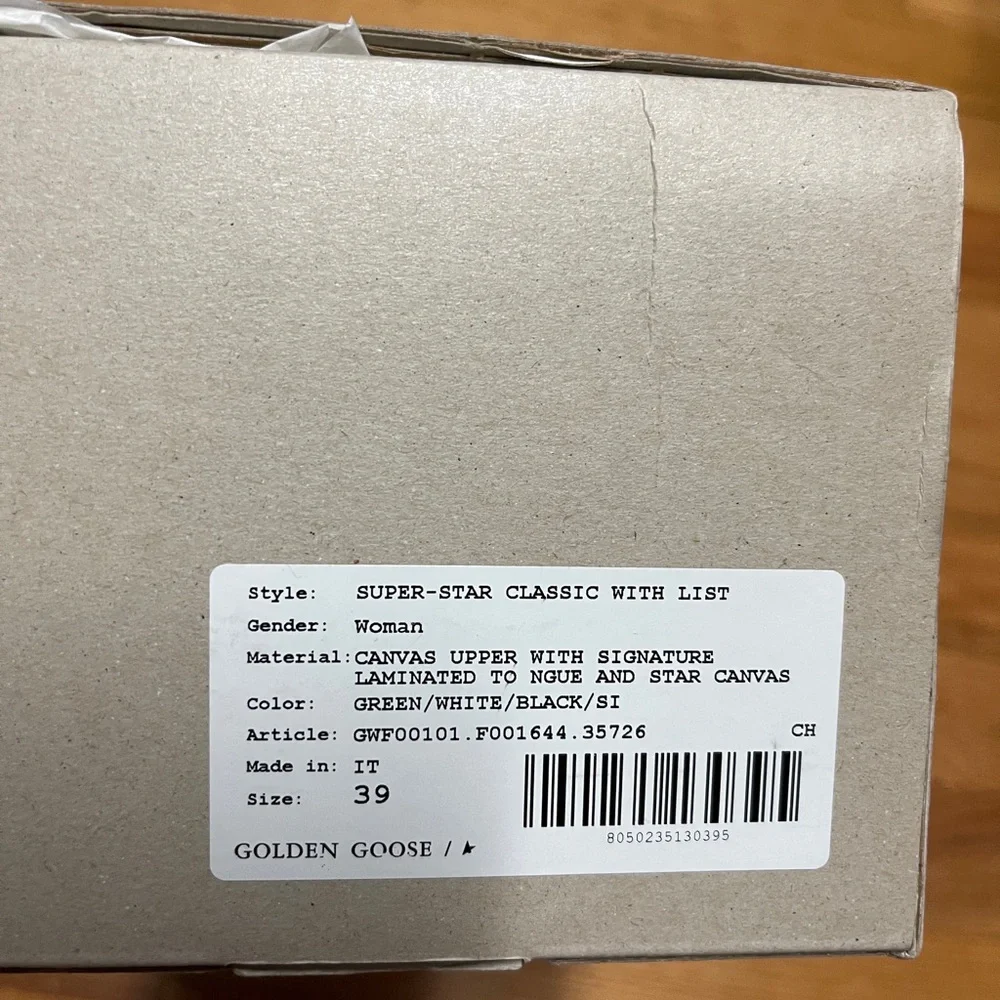 Style: SUPER-STAR CLASSIC WITH LIST
Gender: Woman
Material: CANVAS UPPER WITH SIGNATURE
LAMINATED TO NGUE AND STAR CANVAS
Color: GREEN/WHITE/BLACK/SI
Article: GWF00101.F001644.35726 CH
Made in: IT
Size: 39
8050235130395
GOLDEN GOOSE /